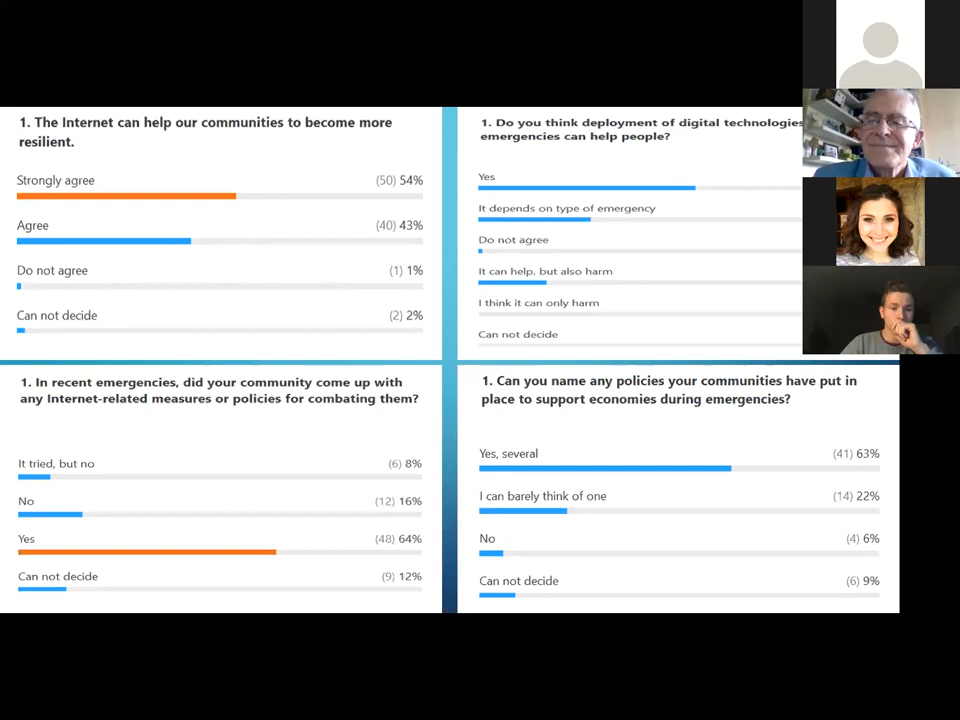 1. The Internet can help our communities to become more
resilient.
Strongly agree (50) 54%
Agree (40) 43%
Do not agree (1) 1%
Can not decide (2) 2%
1. Do you think deployment of digital technologies
emergencies can help people?
Yes
It depends on type of emergency
Do not agree
It can help, but also harm
I think it can only harm
Can not decide
1. In recent emergencies, did your community come up with
any Internet-related measures or policies for combating them?
It tried, but no (6) 8%
No (12) 16%
Yes (48) 64%
Can not decide (9) 12%
1. Can you name any policies your communities have put in
place to support economies during emergencies?
Yes, several (41) 63%
I can barely think of one (14) 22%
No (4) 6%
Can not decide (6) 9%